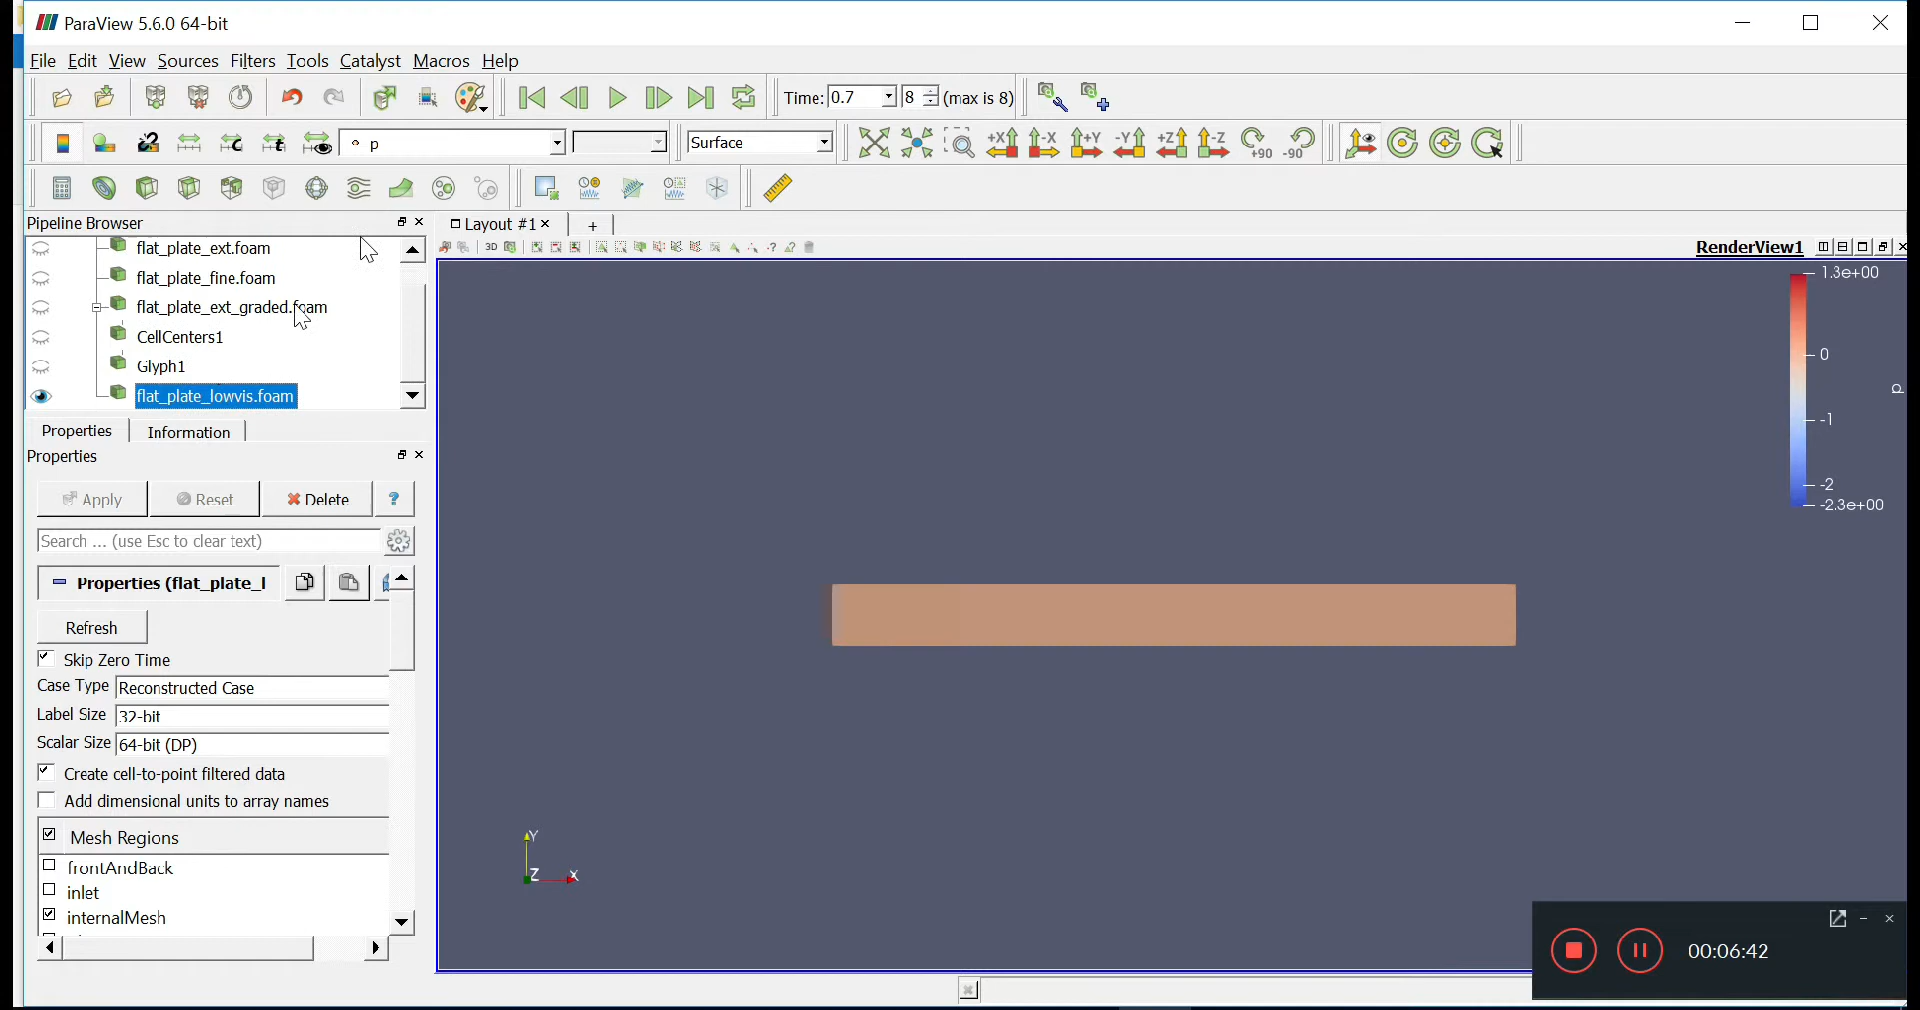 ParaView 5.6.0 64-bit
File Edit View Sources Filters Tools Catalyst Macros Help
Time: 0.7 8 (max is 8)
p Surface +X -X +Y -Y +Z -Z +90 -90
Pipeline Browser
Layout #1 +
3D
RenderView1
flat_plate_ext.foam
flat_plate_fine.foam
flat_plate_ext_graded.foam
CellCenters1
Glyph1
flat_plate_lowvis.foam
Properties Information
Properties
Apply Reset Delete ?
Search ... (use Esc to clear text)
Properties (flat_plate_l
Refresh
Skip Zero Time
Case Type Reconstructed Case
Label Size 32-bit
Scalar Size 64-bit (DP)
Create cell-to-point filtered data
Add dimensional units to array names
Mesh Regions
frontAndBack
inlet
internalMesh
1.3e+00
0
p
-1
-2
-2.3e+00
Y
Z X
00:06:42